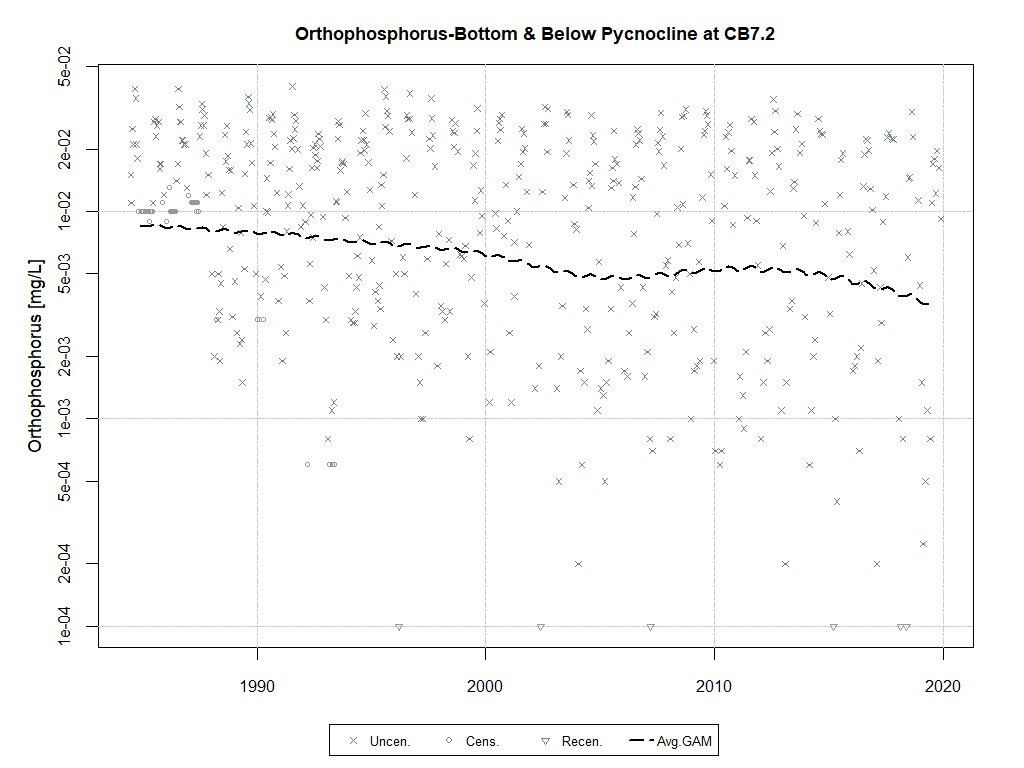 Orthophosphorus-Bottom & Below Pycnocline at CB7.2
Orthophosphorus [mg/L]
5e-02
2e-02
1e-02
5e-03
2e-03
1e-03
5e-04
2e-04
1e-04
1990 2000 2010 2020
Uncen. Cens. Recen. Avg.GAM